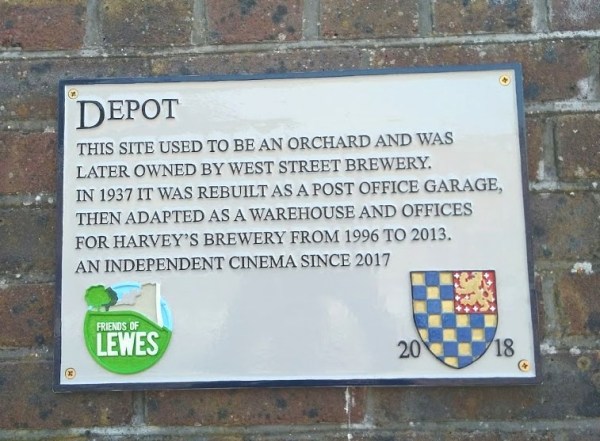 DEPOT
THIS SITE USED TO BE AN ORCHARD AND WAS
LATER OWNED BY WEST STREET BREWERY.
IN 1937 IT WAS REBUILT AS A POST OFFICE GARAGE,
THEN ADAPTED AS A WAREHOUSE AND OFFICES
FOR HARVEY'S BREWERY FROM 1996 TO 2013.
AN INDEPENDENT CINEMA SINCE 2017
FRIENDS OF
LEWES
20 18